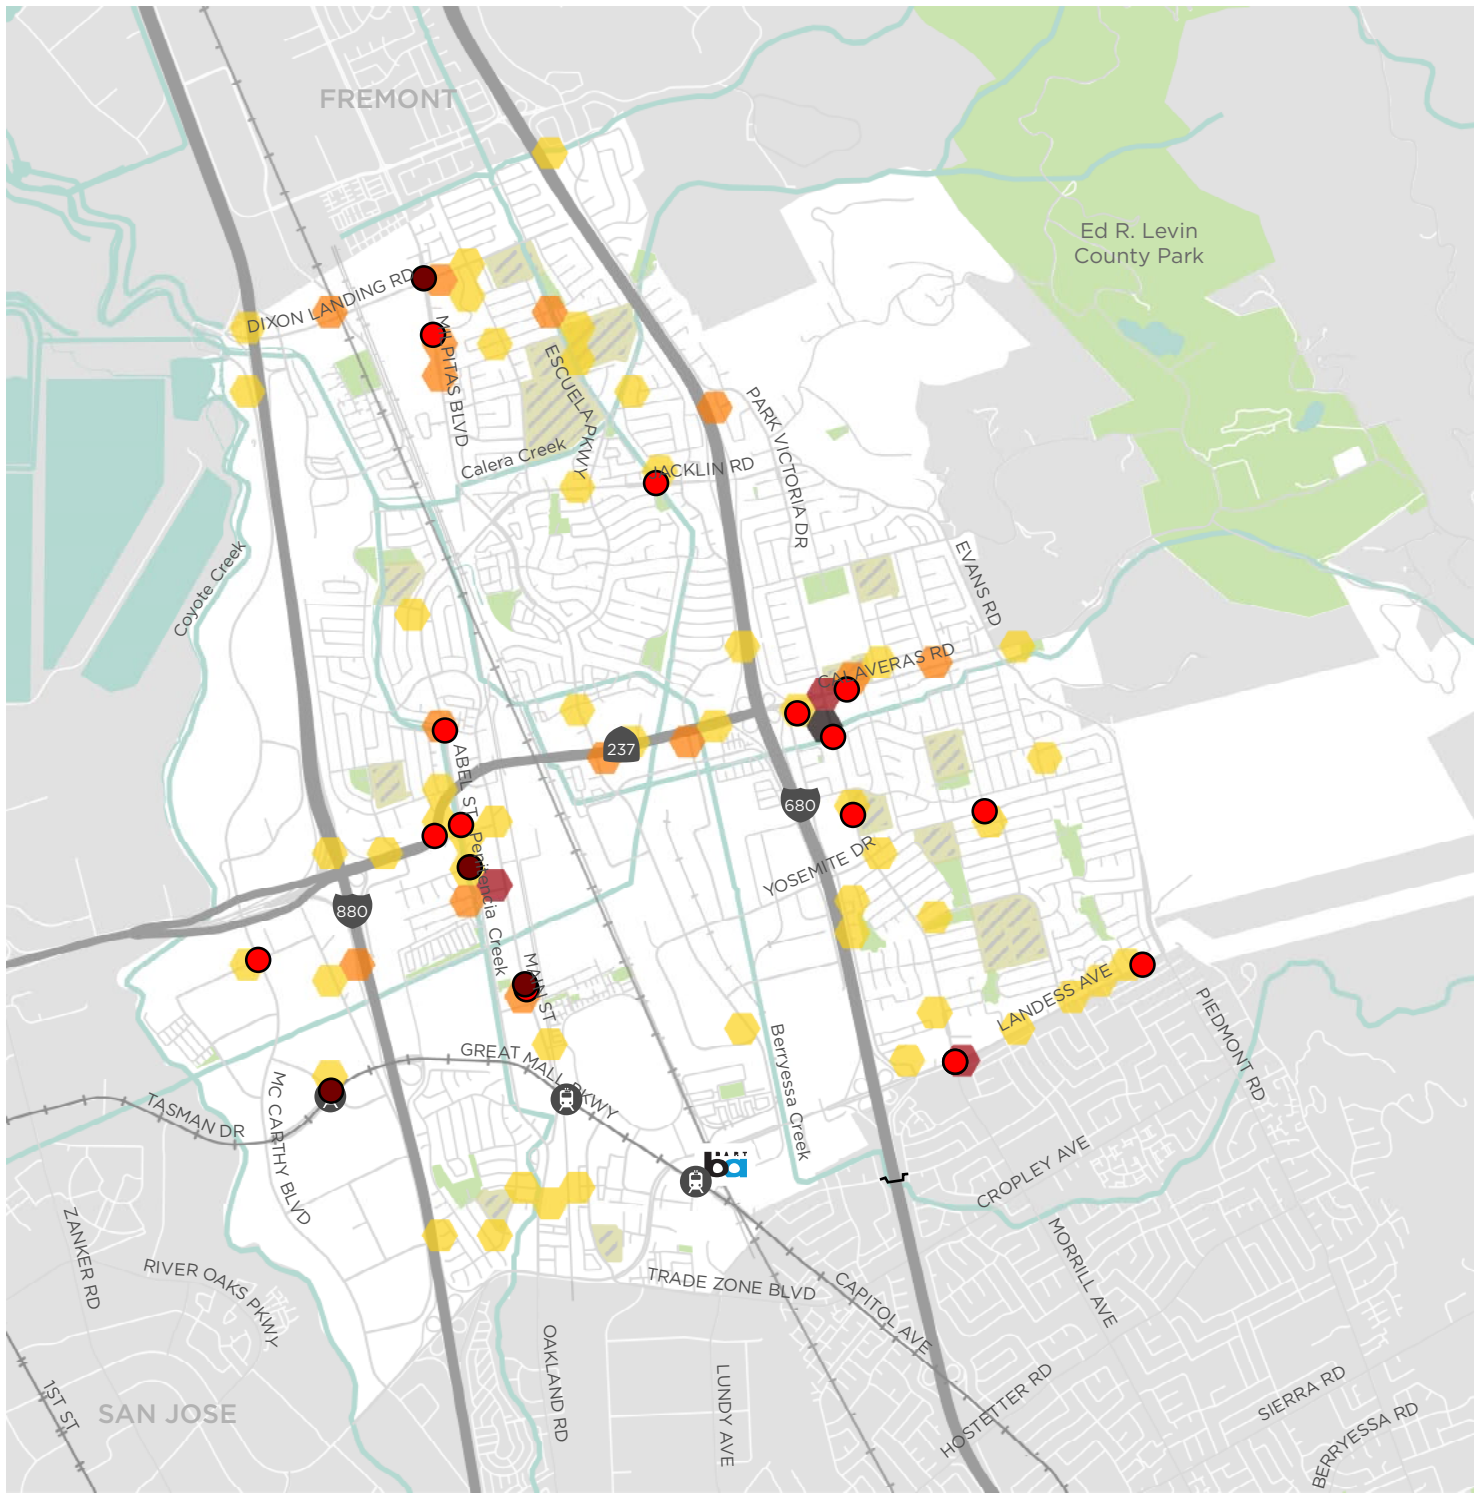 FREMONT
Ed R. Levin
County Park
DIXON LANDING RD
MILPITAS BLVD
ESCUELA PKWY
PARK VICTORIA DR
Calera Creek
JACKLIN RD
Coyote Creek
EVANS RD
CALAVERAS RD
237
ABEL ST
680
Penitencia Creek
YOSEMITE DR
880
MAIN ST
LANDESS AVE
PIEDMONT RD
GREAT MALL PKWY
Berryessa Creek
MC CARTHY BLVD
TASMAN DR
BART
ba
CROPLEY AVE
ZANKER RD
RIVER OAKS PKWY
MORRILL AVE
TRADE ZONE BLVD
CAPITOL AVE
OAKLAND RD
LUNDY AVE
HOSTETTER RD
SIERRA RD
BERRYESSA RD
1ST ST
SAN JOSE